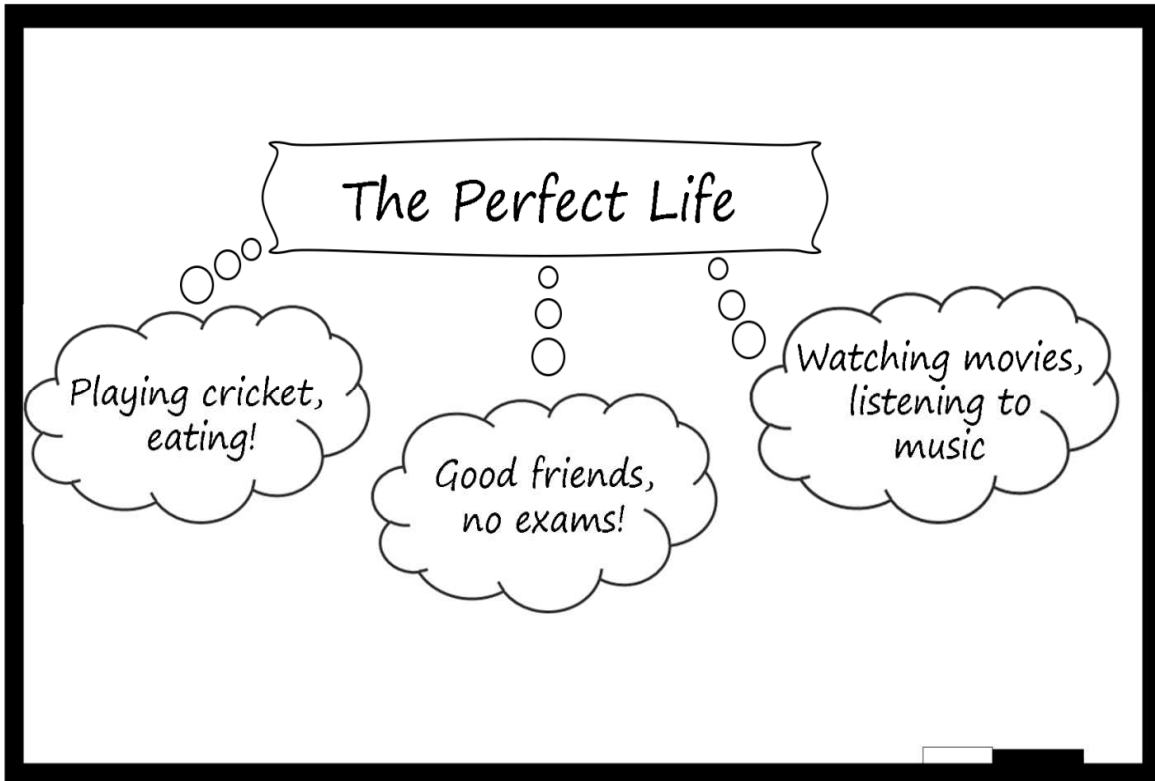 The Perfect Life
Playing cricket,
eating!
Good friends,
no exams!
Watching movies,
listening to
music